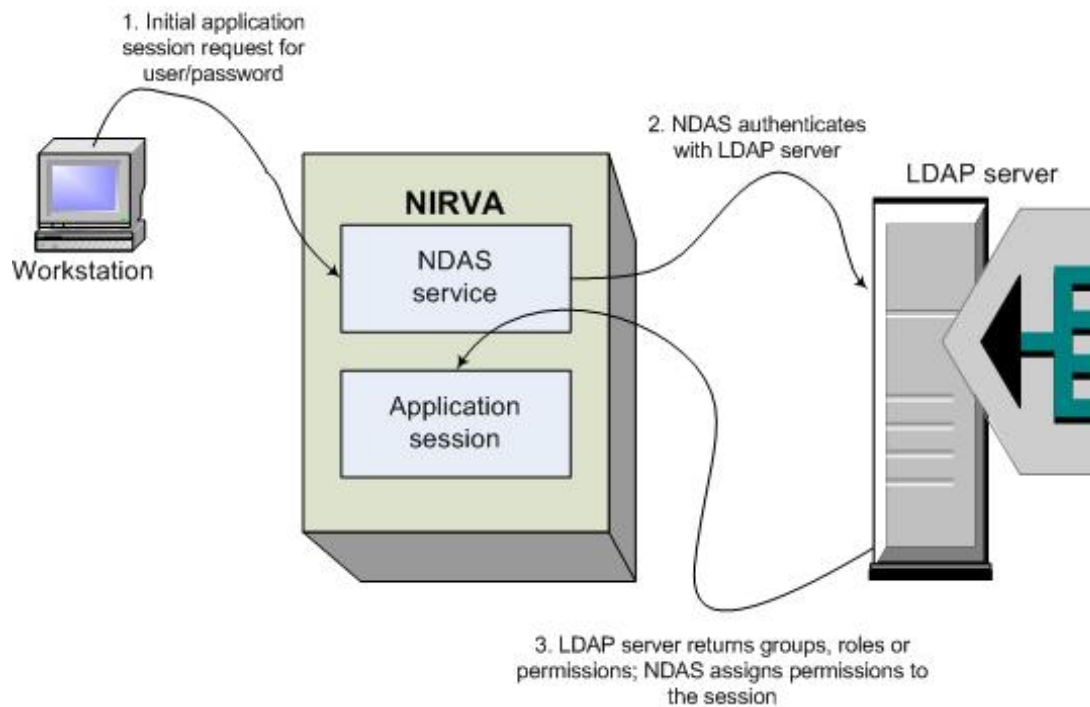 1. Initial application
session request for
user/password
Workstation
NIRVA
NDAS
service
Application
session
2. NDAS authenticates
with LDAP server
LDAP server
3. LDAP server returns groups, roles or
permissions; NDAS assigns permissions to
the session